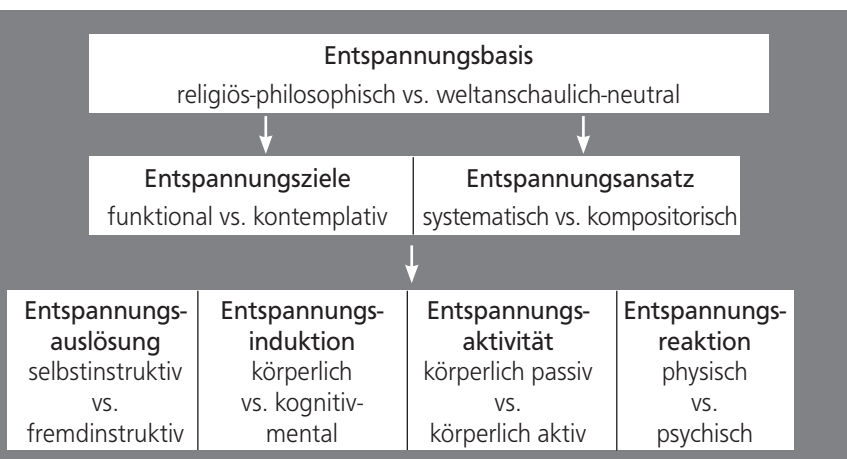 Entspannungsbasis
religiös-philosophisch vs. weltanschaulich-neutral
Entspannungsziele
funktional vs. kontemplativ
Entspannungsansatz
systematisch vs. kompositorisch
Entspannungs-
auslösung
selbstinstruktiv
vs.
fremdinstruktiv
Entspannungs-
induktion
körperlich
vs. kognitiv-
mental
Entspannungs-
aktivität
körperlich passiv
vs.
körperlich aktiv
Entspannungs-
reaktion
physisch
vs.
psychisch